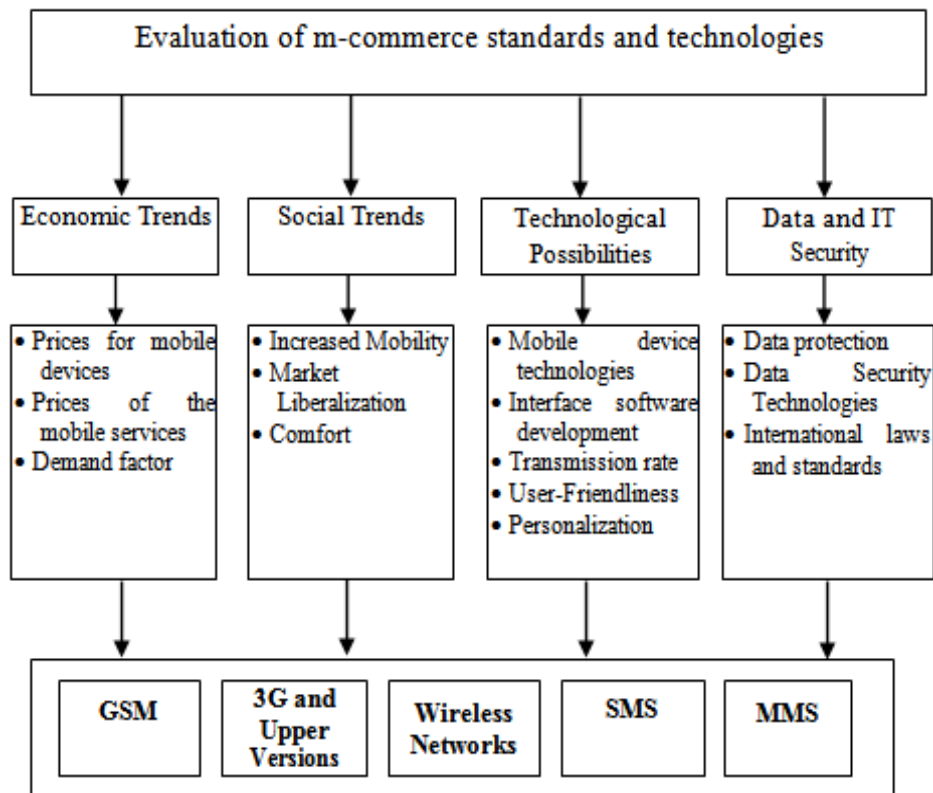 Evaluation of m-commerce standards and technologies
Economic Trends
Social Trends
Technological
Possibilities
Data and IT
Security
• Prices for mobile
devices
• Prices of the
mobile services
• Demand factor
• Increased Mobility
• Market
Liberalization
• Comfort
• Mobile device
technologies
• Interface software
development
• Transmission rate
• User-Friendliness
• Personalization
• Data protection
• Data Security
Technologies
• International laws
and standards
GSM
3G and
Upper
Versions
Wireless
Networks
SMS
MMS